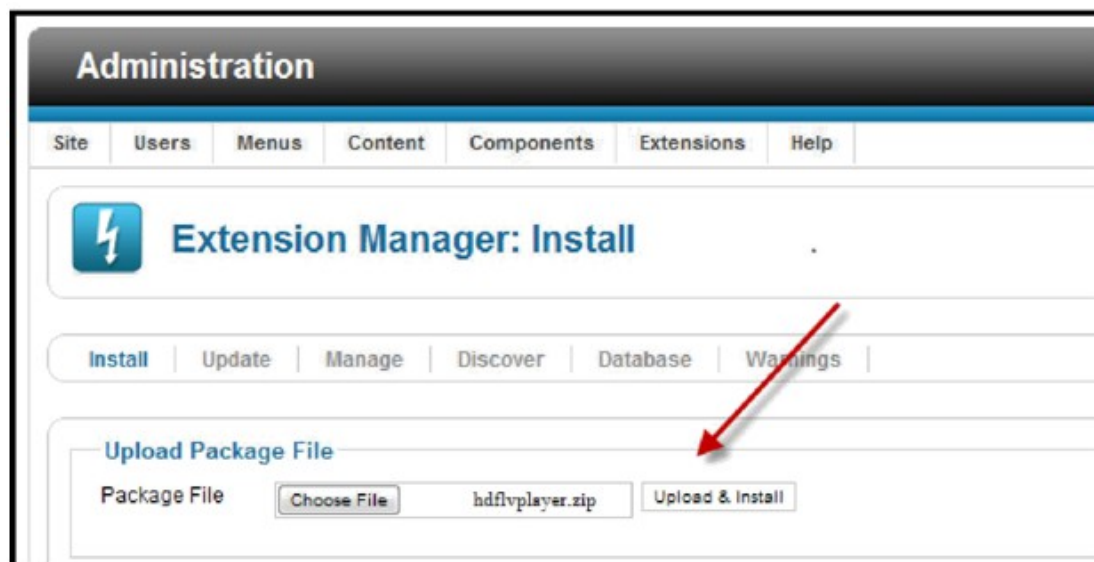 Administration
Site Users Menus Content Components Extensions Help
Extension Manager: Install
Install Update Manage Discover Database Warnings
Upload Package File
Package File Choose File hdflvplayer.zip Upload & Install